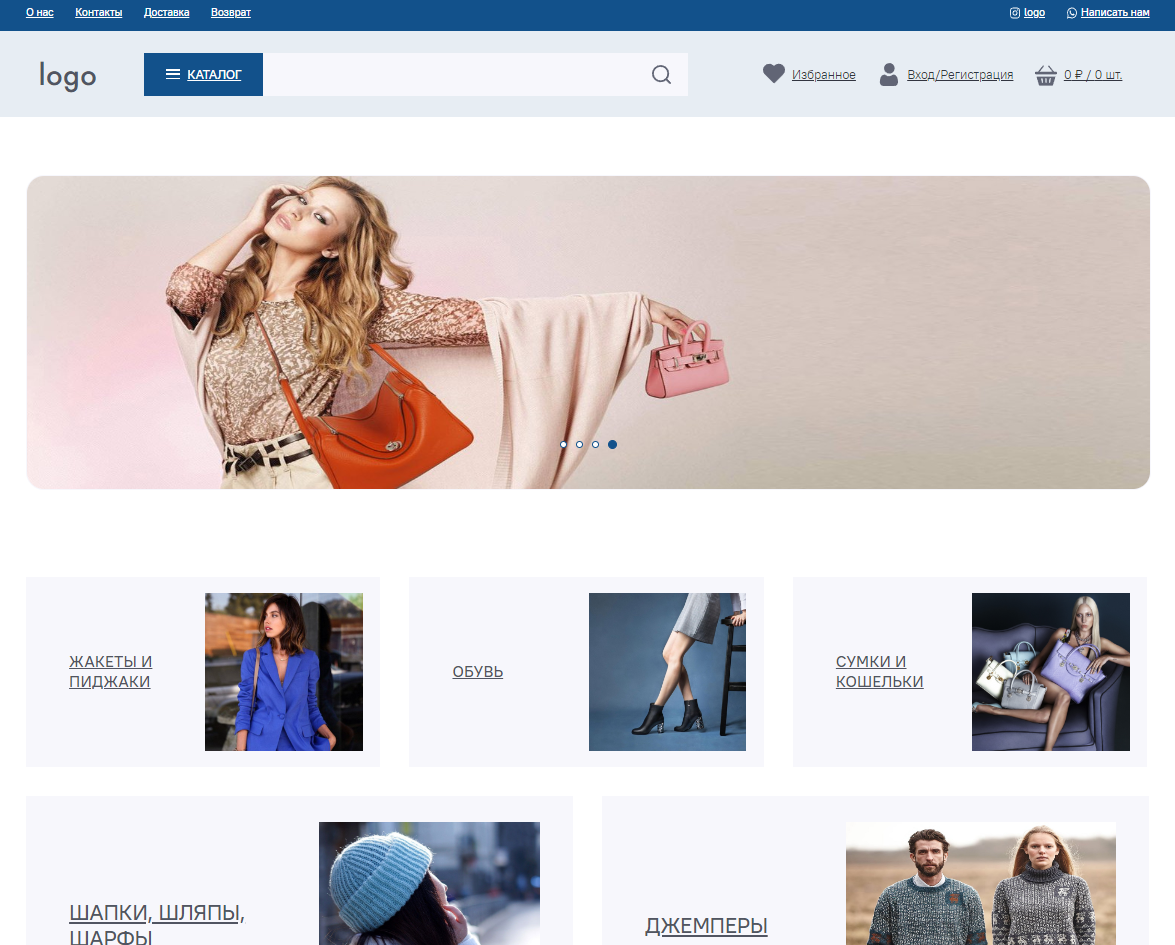 О нас Контакты Доставка Возврат logo Написать нам
logo КАТАЛОГ Избранное Вход/Регистрация 0 ₽ / 0 шт.
ЖАКЕТЫ И
ПИДЖАКИ
ОБУВЬ
СУМКИ И
КОШЕЛЬКИ
ШАПКИ, ШЛЯПЫ,
ШАРФЫ
ДЖЕМПЕРЫ